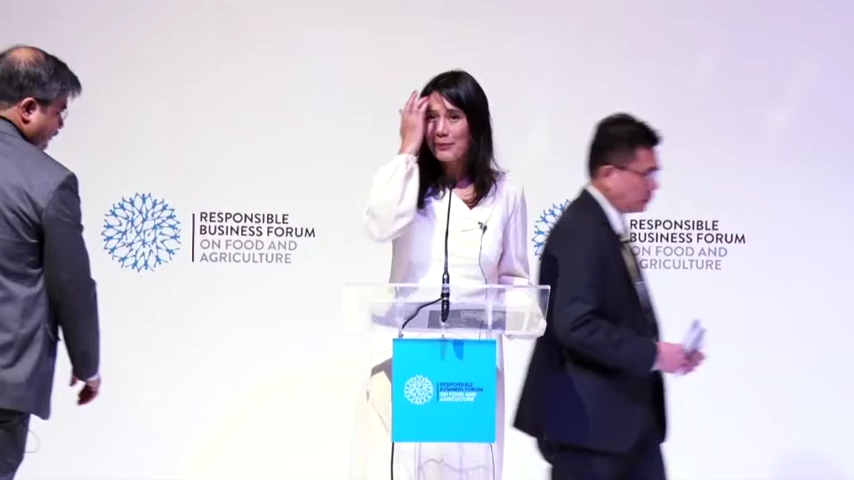 RESPONSIBLE
BUSINESS FORUM
ON FOOD AND
AGRICULTURE
RESPONSIBLE
BUSINESS FORUM
ON FOOD AND
AGRICULTURE
RESPONSIBLE
BUSINESS FORUM
ON FOOD AND
AGRICULTURE